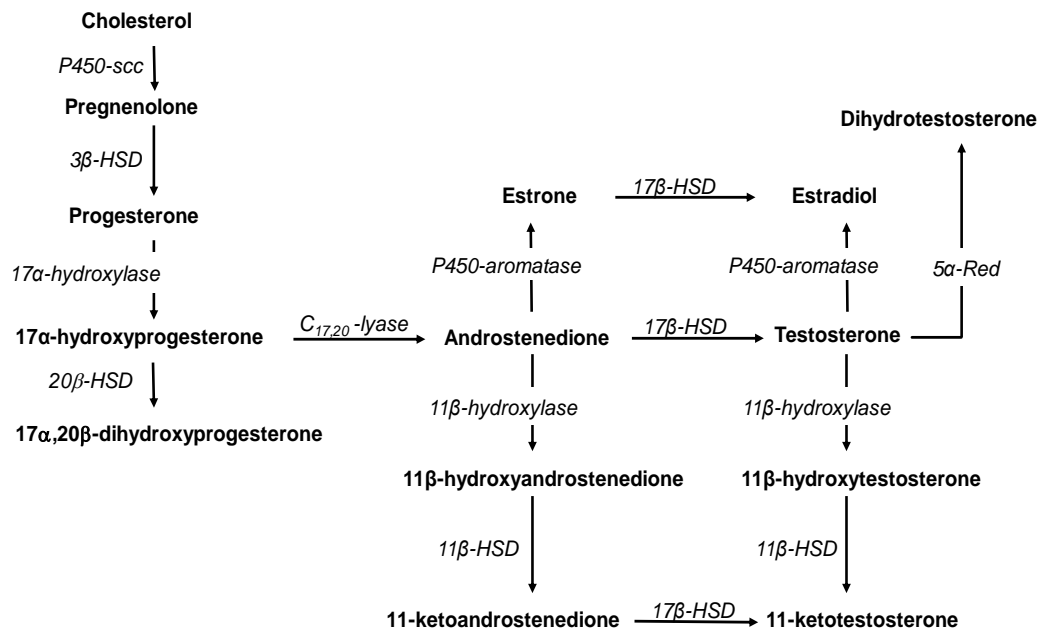 Cholesterol
P450-scc
Pregnenolone
Dihydrotestosterone
3β-HSD
17β-HSD
Estrone
Estradiol
Progesterone
17α-hydroxylase
P450-aromatase
P450-aromatase
5α-Red
C17,20 -lyase
17β-HSD
17α-hydroxyprogesterone
Androstenedione
Testosterone
20β-HSD
11β-hydroxylase
11β-hydroxylase
17α,20β-dihydroxyprogesterone
11β-hydroxyandrostenedione
11β-hydroxytestosterone
11β-HSD
11β-HSD
17β-HSD
11-ketoandrostenedione
11-ketotestosterone